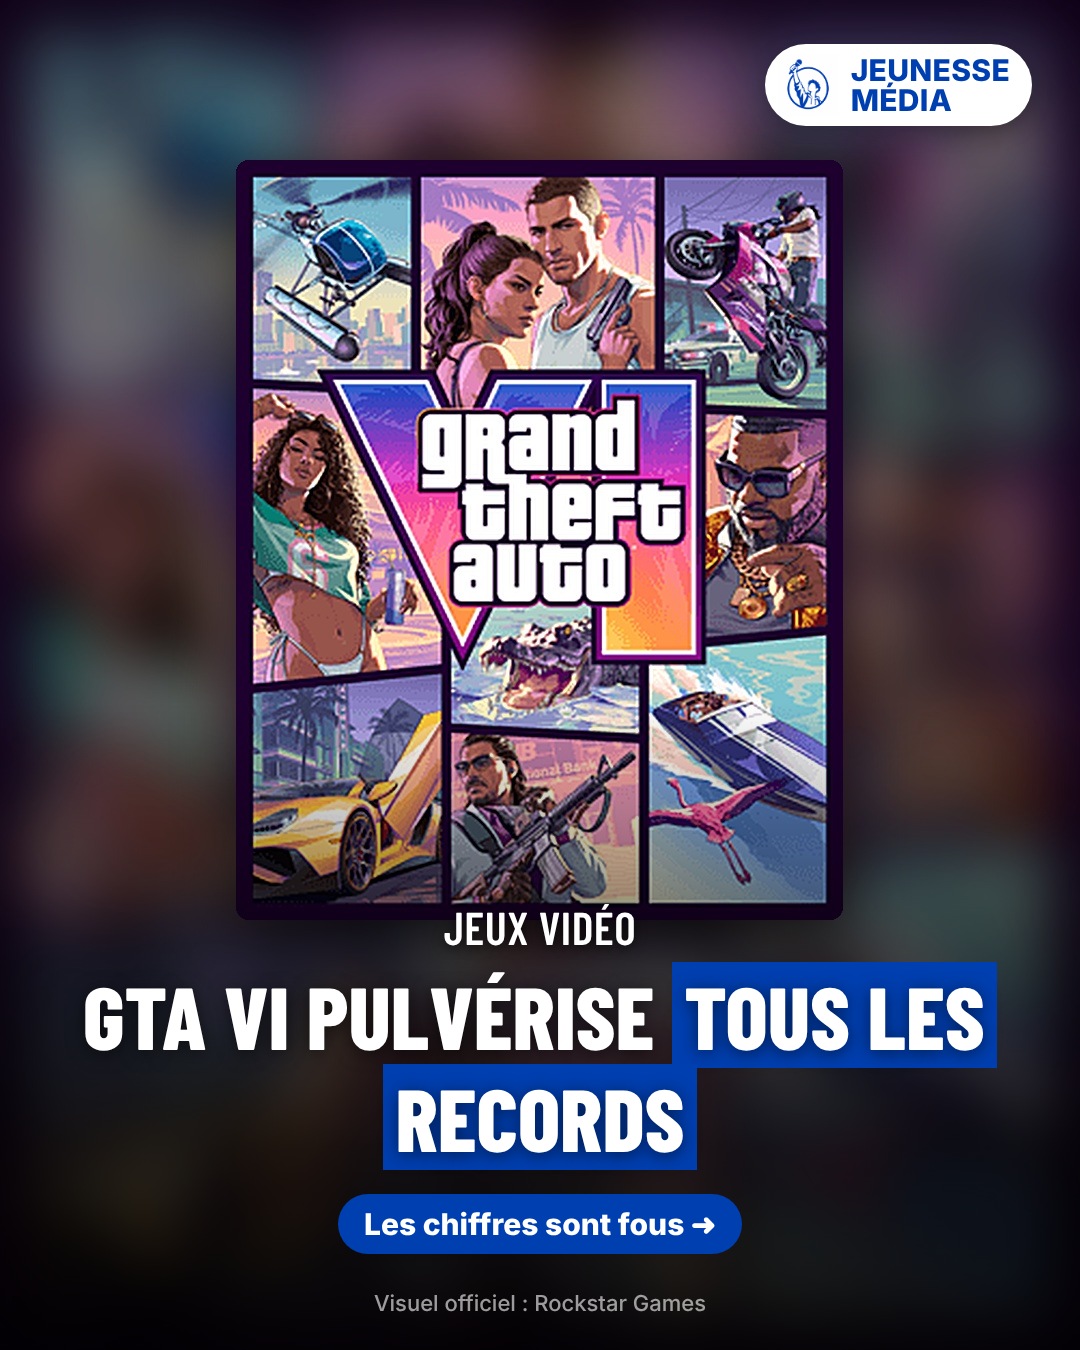 JEUNESSE
MÉDIA
grand
theft
auto
VI
JEUX VIDÉO
GTA VI PULVÉRISE TOUS LES
RECORDS
Les chiffres sont fous ➜
Visuel officiel : Rockstar Games